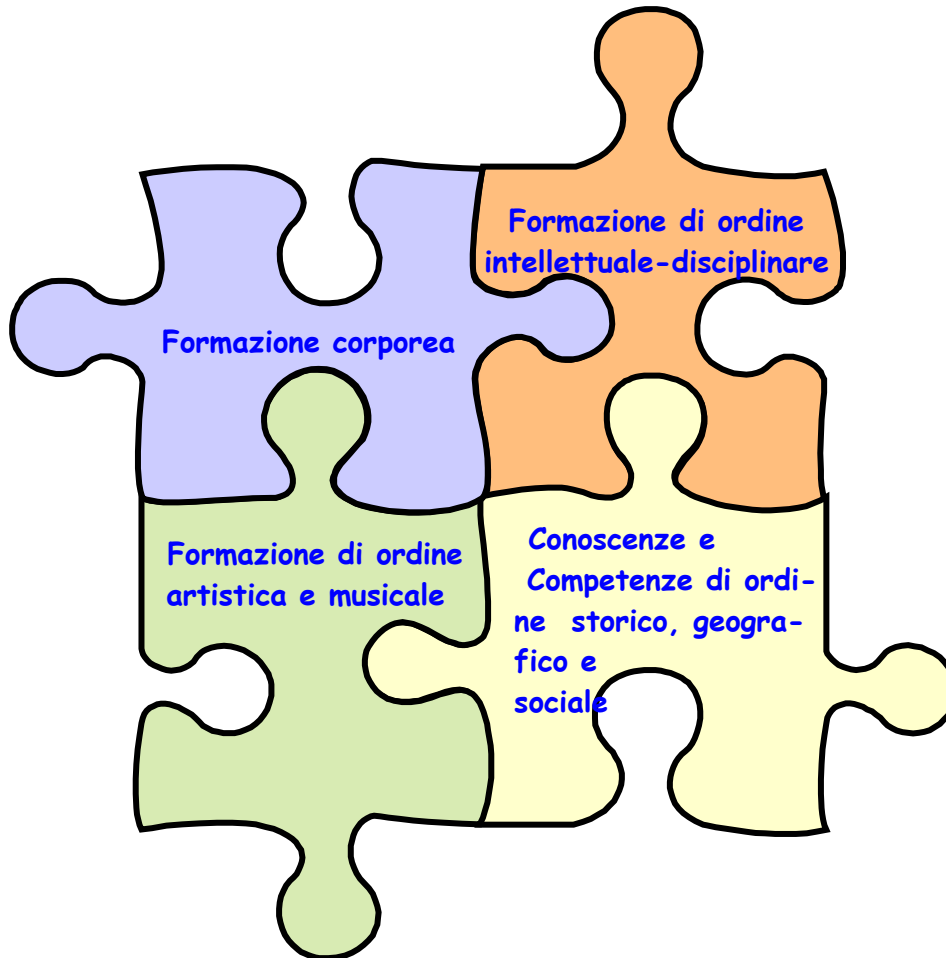 Formazione di ordine
intellettuale-disciplinare
Formazione corporea
Formazione di ordine
artistica e musicale
Conoscenze e
Competenze di ordi-
ne storico, geogra-
fico e
sociale